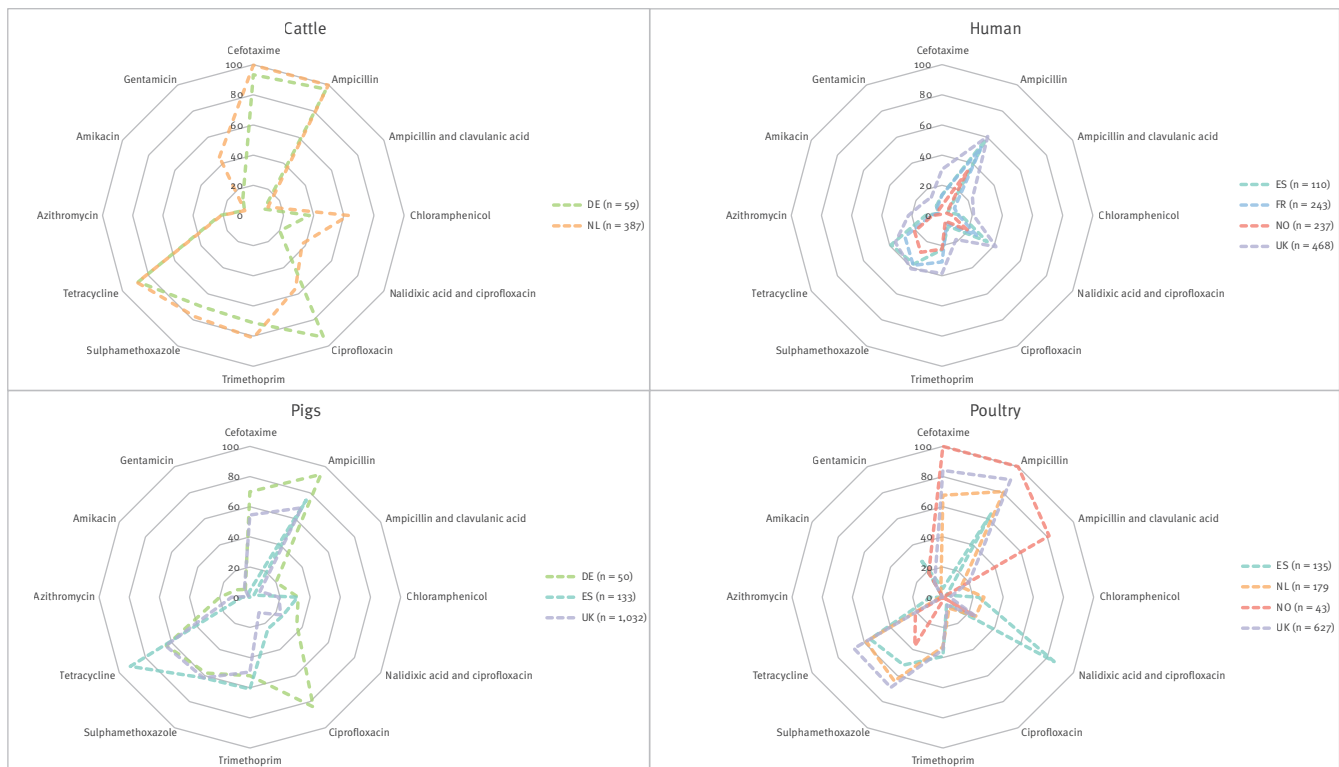 Cattle
Cefotaxime
Ampicillin
Ampicillin and clavulanic acid
Chloramphenicol
Nalidixic acid and ciprofloxacin
Ciprofloxacin
Trimethoprim
Sulphamethoxazole
Tetracycline
Azithromycin
Amikacin
Gentamicin
100
80
60
40
20
0
DE (n = 59)
NL (n = 387)
Human
Cefotaxime
Ampicillin
Ampicillin and clavulanic acid
Chloramphenicol
Nalidixic acid and ciprofloxacin
Ciprofloxacin
Trimethoprim
Sulphamethoxazole
Tetracycline
Azithromycin
Amikacin
Gentamicin
100
80
60
40
20
0
ES (n = 110)
FR (n = 243)
NO (n = 237)
UK (n = 468)
Pigs
Cefotaxime
Ampicillin
Ampicillin and clavulanic acid
Chloramphenicol
Nalidixic acid and ciprofloxacin
Ciprofloxacin
Trimethoprim
Sulphamethoxazole
Tetracycline
Azithromycin
Amikacin
Gentamicin
100
80
60
40
20
0
DE (n = 50)
ES (n = 133)
UK (n = 1,032)
Poultry
Cefotaxime
Ampicillin
Ampicillin and clavulanic acid
Chloramphenicol
Nalidixic acid and ciprofloxacin
Ciprofloxacin
Trimethoprim
Sulphamethoxazole
Tetracycline
Azithromycin
Amikacin
Gentamicin
100
80
60
40
20
0
ES (n = 135)
NL (n = 179
NO (n = 43)
UK (n = 627)